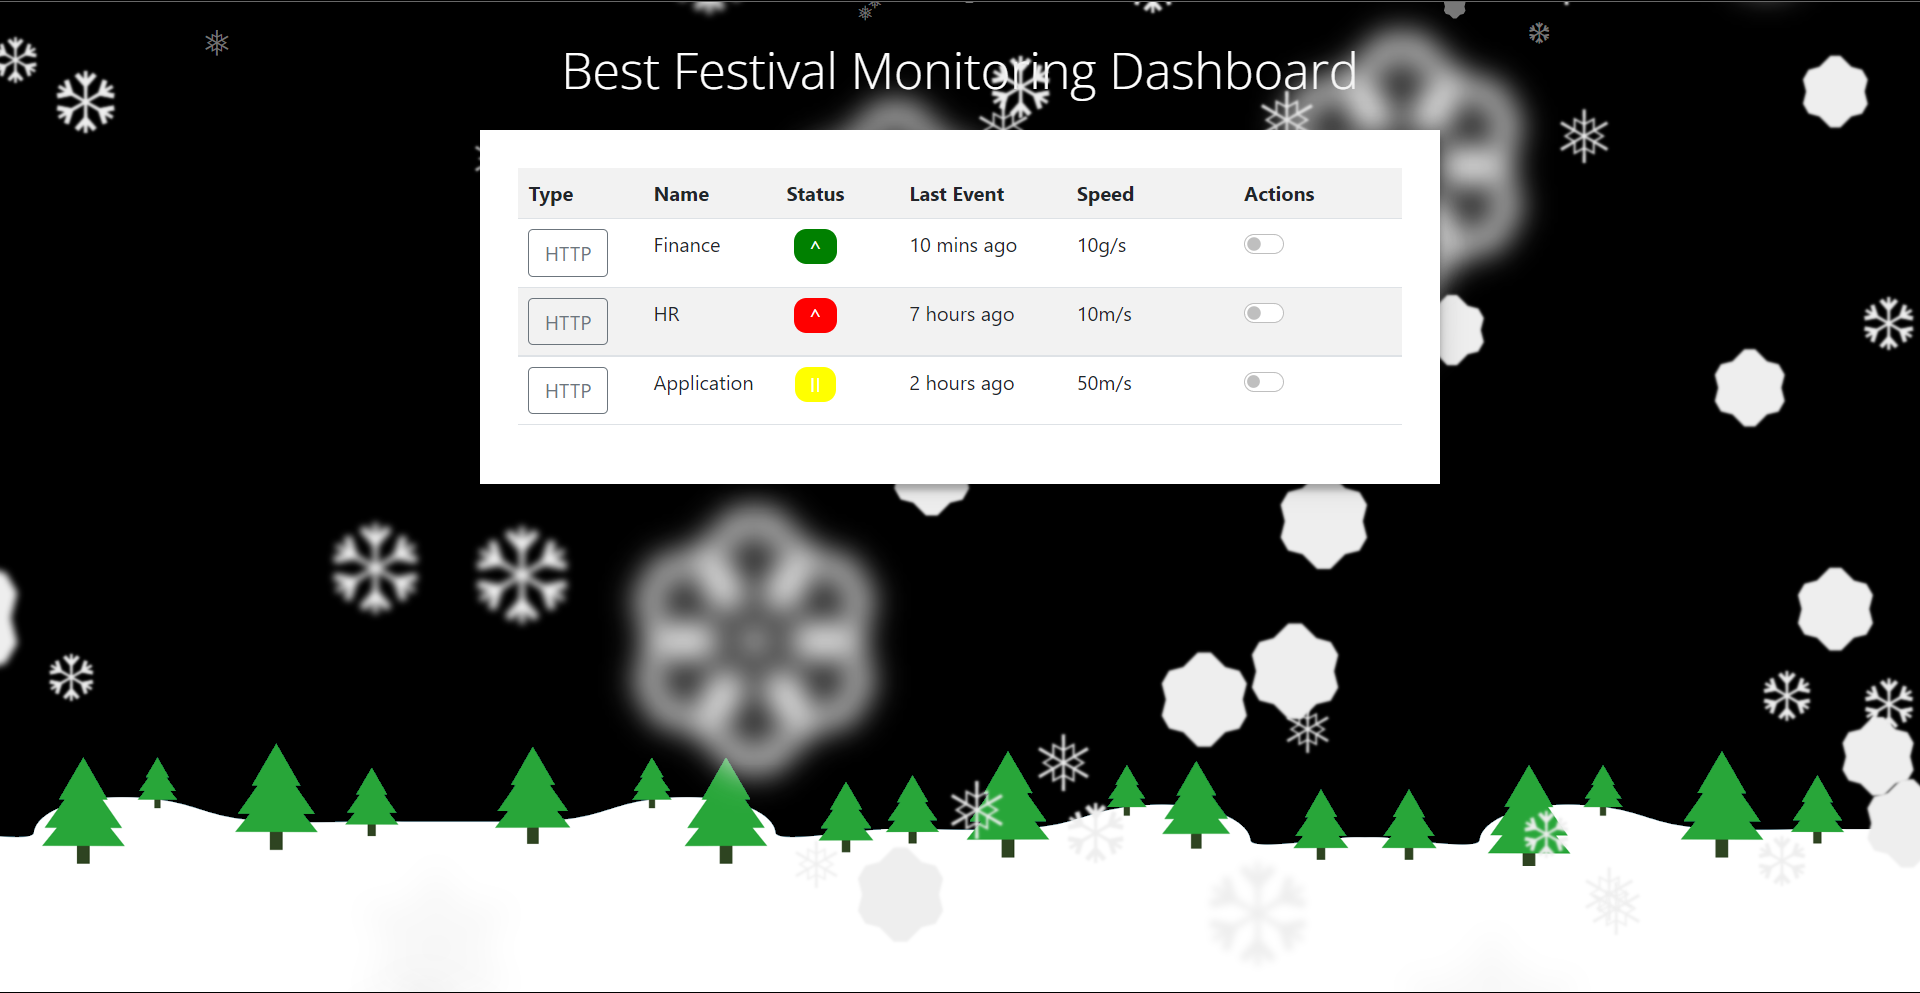 Best Festival Monitoring Dashboard
Type Name Status Last Event Speed Actions
HTTP Finance ^ 10 mins ago 10g/s
HTTP HR ^ 7 hours ago 10m/s
HTTP Application || 2 hours ago 50m/s